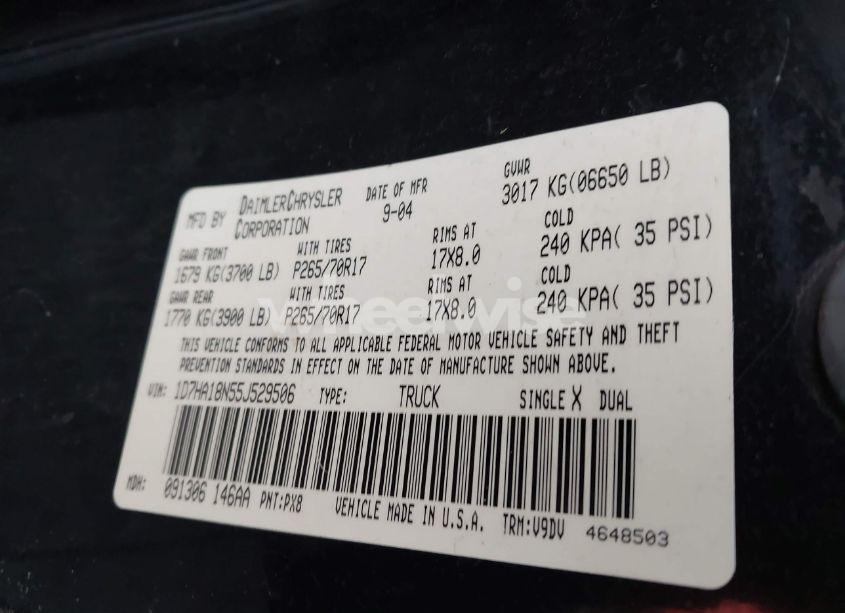 MFD BY DAIMLERCHRYSLER CORPORATION DATE OF MFR 9-04 GVWR 3017 KG(06650 LB)
GAWR FRONT WITH TIRES RIMS AT COLD
1679 KG(3700 LB) P265/70R17 17X8.0 240 KPA( 35 PSI)
GAWR REAR WITH TIRES RIMS AT COLD
1770 KG(3900 LB) P265/70R17 17X8.0 240 KPA( 35 PSI)
THIS VEHICLE CONFORMS TO ALL APPLICABLE FEDERAL MOTOR VEHICLE SAFETY AND THEFT
PREVENTION STANDARDS IN EFFECT ON THE DATE OF MANUFACTURE SHOWN ABOVE.
VIN: 1D7HA18N55J529506 TYPE: TRUCK SINGLE X DUAL
MDH: 091306 146AA PNT:PX8 VEHICLE MADE IN U.S.A. TRM:V9DV 4648503
wheelwise